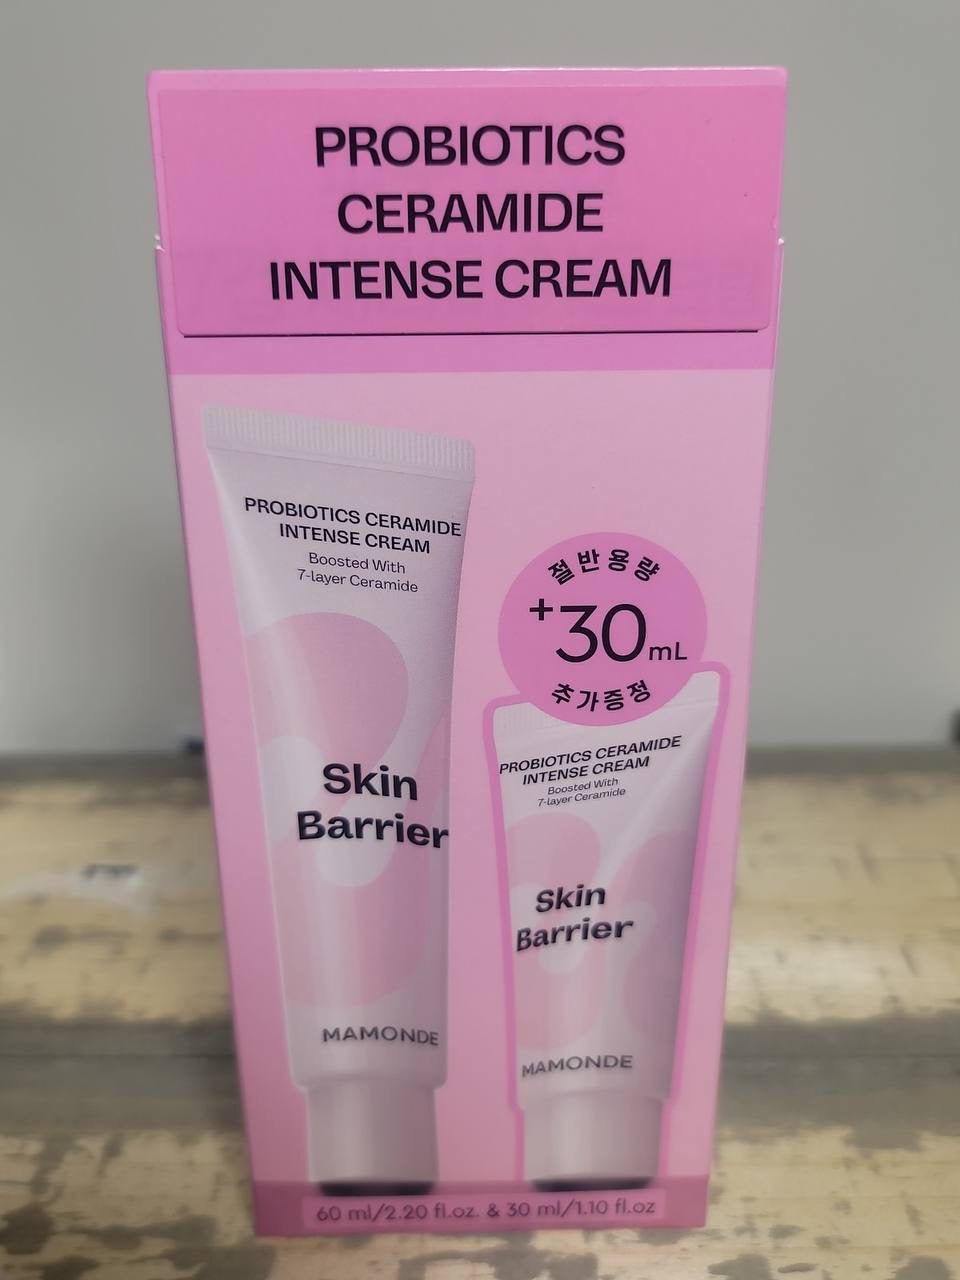 PROBIOTICS
CERAMIDE
INTENSE CREAM
PROBIOTICS CERAMIDE
INTENSE CREAM
Boosted With
7-layer Ceramide
Skin
Barrier
MAMONDE
절반용량
+30mL
추가증정
PROBIOTICS CERAMIDE
INTENSE CREAM
Boosted With
7-layer Ceramide
Skin
Barrier
MAMONDE
60 ml/2.20 fl.oz. & 30 ml/1.10 fl.oz